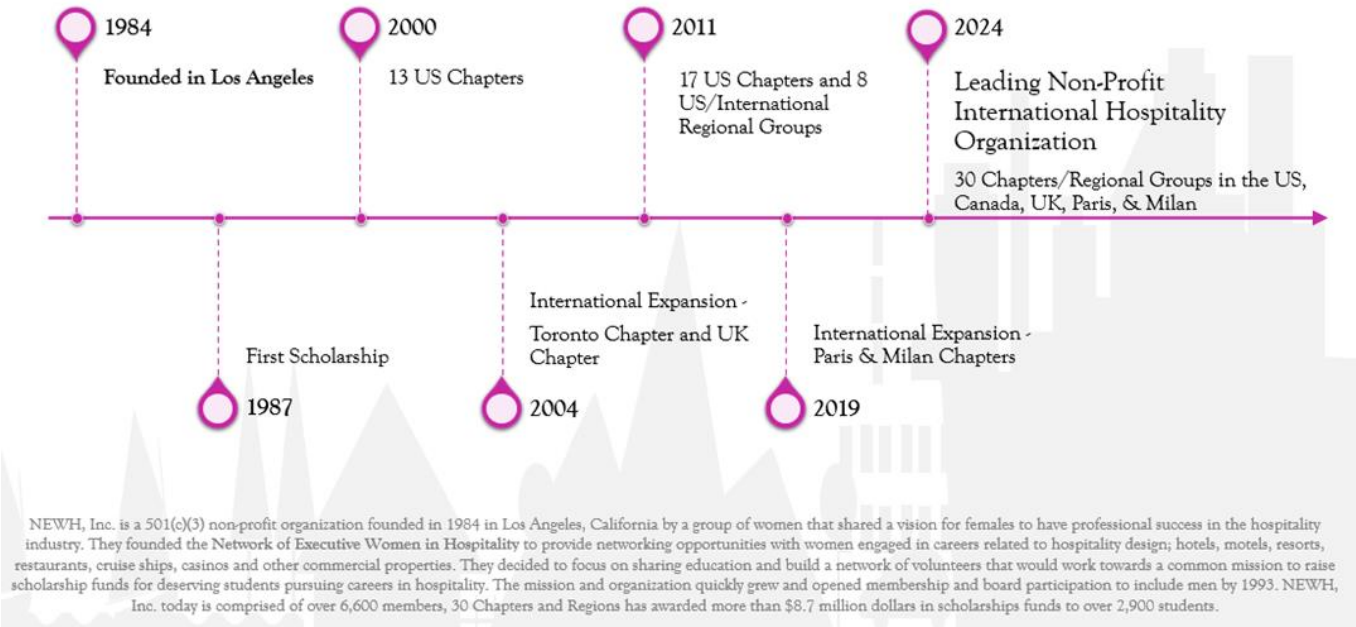 1984
Founded in Los Angeles
2000
13 US Chapters
2011
17 US Chapters and 8
US/International
Regional Groups
2024
Leading Non-Profit
International Hospitality
Organization
30 Chapters/Regional Groups in the US,
Canada, UK, Paris, & Milan
First Scholarship
1987
International Expansion -
Toronto Chapter and UK
Chapter
2004
International Expansion -
Paris & Milan Chapters
2019
NEWH, Inc. is a 501(c)(3) non-profit organization founded in 1984 in Los Angeles, California by a group of women that shared a vision for females to have professional success in the hospitality
industry. They founded the Network of Executive Women in Hospitality to provide networking opportunities with women engaged in careers related to hospitality design; hotels, motels, resorts,
restaurants, cruise ships, casinos and other commercial properties. They decided to focus on sharing education and build a network of volunteers that would work towards a common mission to raise
scholarship funds for deserving students pursuing careers in hospitality. The mission and organization quickly grew and opened membership and board participation to include men by 1993. NEWH,
Inc. today is comprised of over 6,600 members, 30 Chapters and Regions has awarded more than $8.7 million dollars in scholarships funds to over 2,900 students.